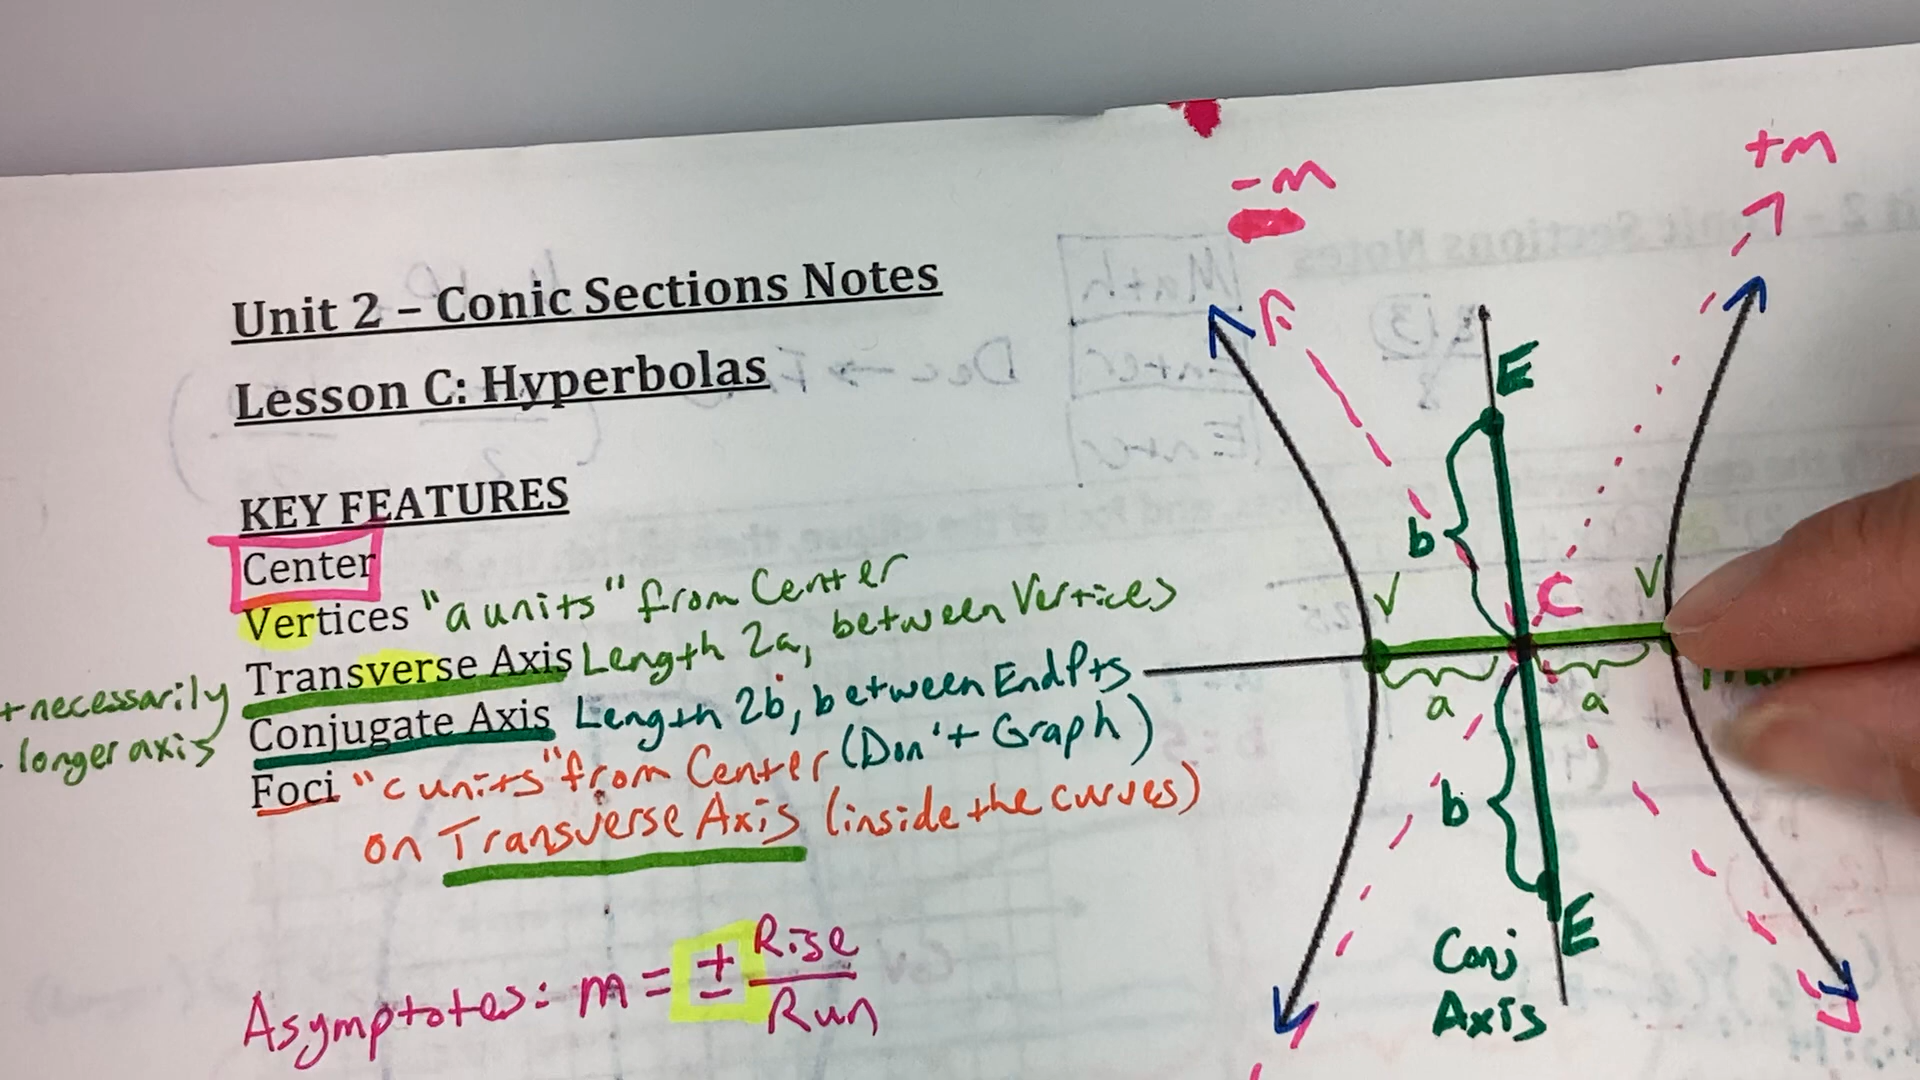 Unit 2 – Conic Sections Notes
Lesson C: Hyperbolas
KEY FEATURES
Center
Vertices "a units" from Center
Transverse Axis Length 2a, between Vertices
necessarily
longer axis
Conjugate Axis Length 2b, between EndPts
(Don't Graph)
Foci "c units" from Center
on Transverse Axis (inside the curves)
Asymptotes: m = ± Rise
Run
-m
+m
E
b
V
C
V
a
a
b
E
Conj
Axis